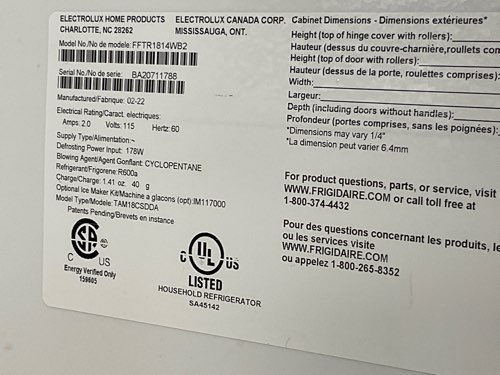 ELECTROLUX HOME PRODUCTS
CHARLOTTE, NC 28262
ELECTROLUX CANADA CORP.
MISSISSAUGA, ONT.
Model No./No de modele: FFTR1814WB2
Serial No./No de serie: BA20711788
Manufactured/Fabrique: 02-22
Electrical Rating/Caract. electriques:
Amps: 2.0 Volts: 115 Hertz: 60
Supply Type/Alimentation:~
Defrosting Power Input: 178W
Blowing Agent/Agent Gonflant: CYCLOPENTANE
Refrigerant/Frigorene: R600a
Charge/Charge: 1.41 oz. 40 g
Optional Ice Maker Kit/Machine a glacons (opt):IM117000
Model Type/Modele: TAM18CSDDA
Patents Pending/Brevets en instance
C US
Energy Verified Only
159605
C UL US
LISTED
HOUSEHOLD REFRIGERATOR
SA45142
Cabinet Dimensions - Dimensions extérieures*
Height (top of hinge cover with rollers):
Hauteur (dessus du couvre-charnière,roulettes com
Height (top of door with rollers):
Hauteur (dessus de la porte, roulettes comprises):
Width:
Largeur:
Depth (including doors without handles):
Profondeur (portes comprises, sans les poignées):
*Dimensions may vary 1/4"
*La dimension peut varier 6.4mm
For product questions, parts, or service, visit
WWW.FRIGIDAIRE.COM or call toll free at
1-800-374-4432
Pour des questions concernant les produits, le
ou les services visite
WWW.FRIGIDAIRE.COM
ou appelez 1-800-265-8352